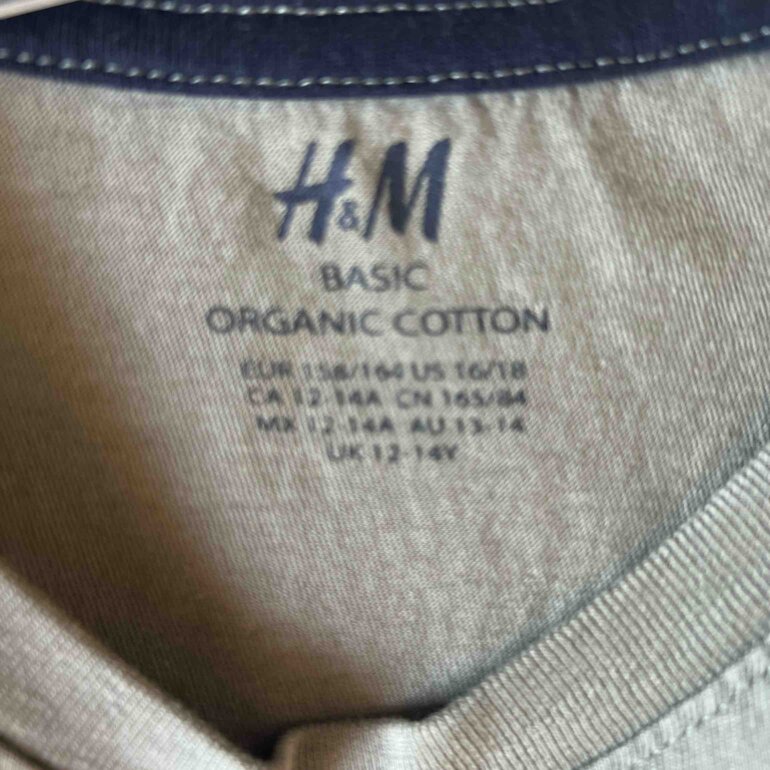 H&M
BASIC
ORGANIC COTTON
EUR 158/164 US 16/18
CA 12-14A CN 165/84
MX 12-14A AU 13-14
UK 12-14Y